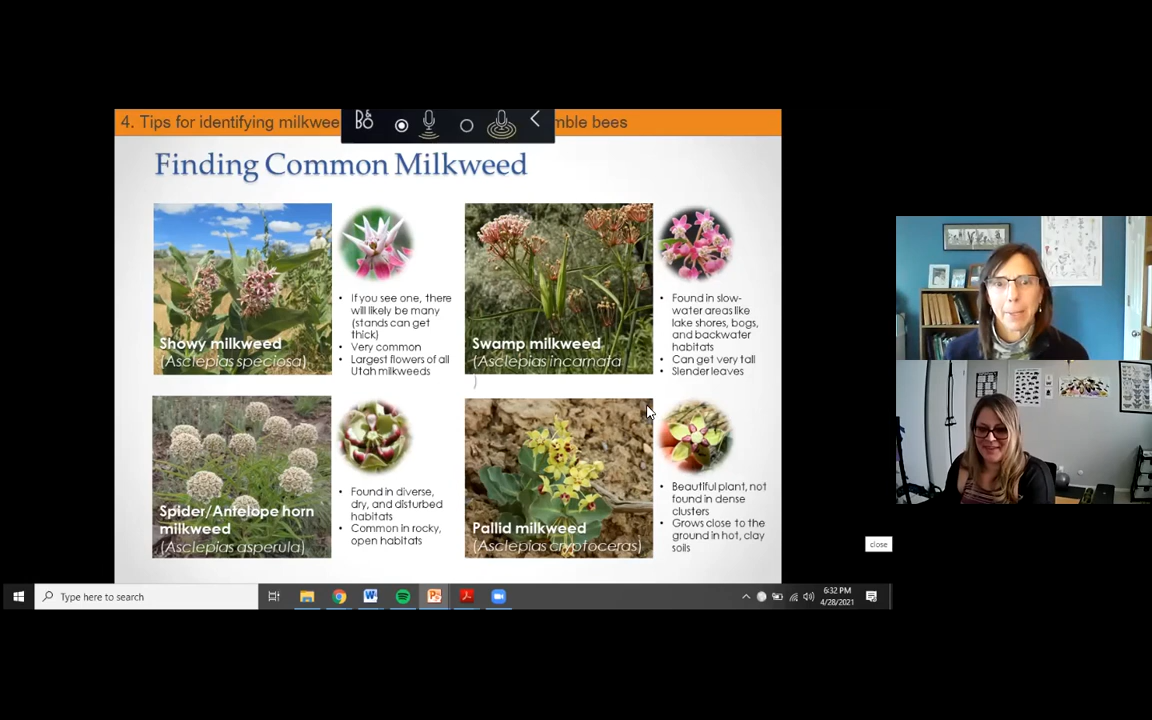 4. Tips for identifying milkwee
mble bees
Finding Common Milkweed
Showy milkweed
(Asclepias speciosa)
• If you see one, there
will likely be many
(stands can get
thick)
• Very common
• Largest flowers of all
Utah milkweeds
Swamp milkweed
(Asclepias incarnata
)
• Found in slow-
water areas like
lake shores, bogs,
and backwater
habitats
• Can get very tall
• Slender leaves
Spider/Antelope horn
milkweed
(Asclepias asperula)
• Found in diverse,
dry, and disturbed
habitats
• Common in rocky,
open habitats
Pallid milkweed
(Asclepias cryptoceras)
• Beautiful plant, not
found in dense
clusters
• Grows close to the
ground in hot, clay
soils
close
Type here to search
6:32 PM
4/28/2021